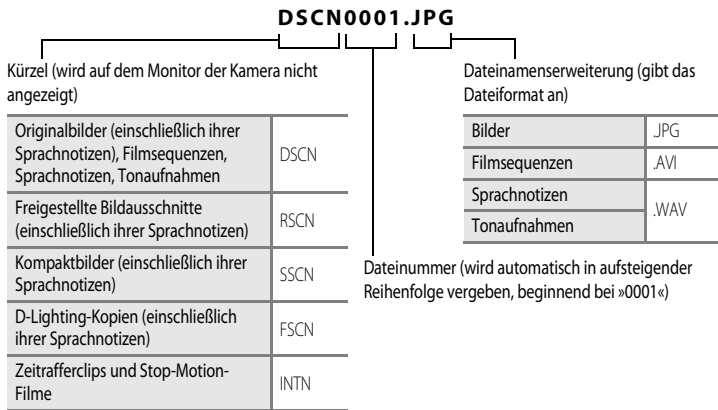 DSCN0001.JPG
Kürzel (wird auf dem Monitor der Kamera nicht
angezeigt)
Originalbilder (einschließlich ihrer
Sprachnotizen), Filmsequenzen,
Sprachnotizen, Tonaufnahmen
DSCN
Freigestellte Bildausschnitte
(einschließlich ihrer Sprachnotizen)
RSCN
Kompaktbilder (einschließlich ihrer
Sprachnotizen)
SSCN
D-Lighting-Kopien (einschließlich
ihrer Sprachnotizen)
FSCN
Zeitrafferclips und Stop-Motion-
Filme
INTN
Dateinamenserweiterung (gibt das
Dateiformat an)
Bilder
.JPG
Filmsequenzen
.AVI
Sprachnotizen
.WAV
Tonaufnahmen
Dateinummer (wird automatisch in aufsteigender
Reihenfolge vergeben, beginnend bei »0001«)